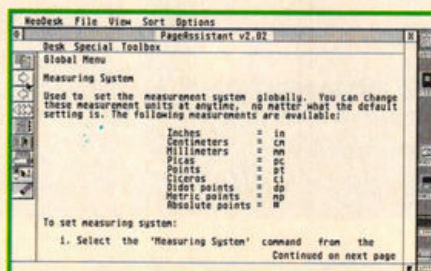 NeoDesk File View Sort Options
PageAssistant v2.02
Desk Special Toolbox
Global Menu
Measuring System
Used to set the measurement system globally. You can change
these measurement units at anytime, no matter what the default
setting is. The following measurements are available:
Inches = in
Centimeters = cm
Millimeters = mm
Picas = pc
Points = pt
Ciceros = ci
Didot points = dp
Metric points = mp
Absolute points = #
To set measuring system:
1. Select the 'Measuring System' command from the
Continued on next page